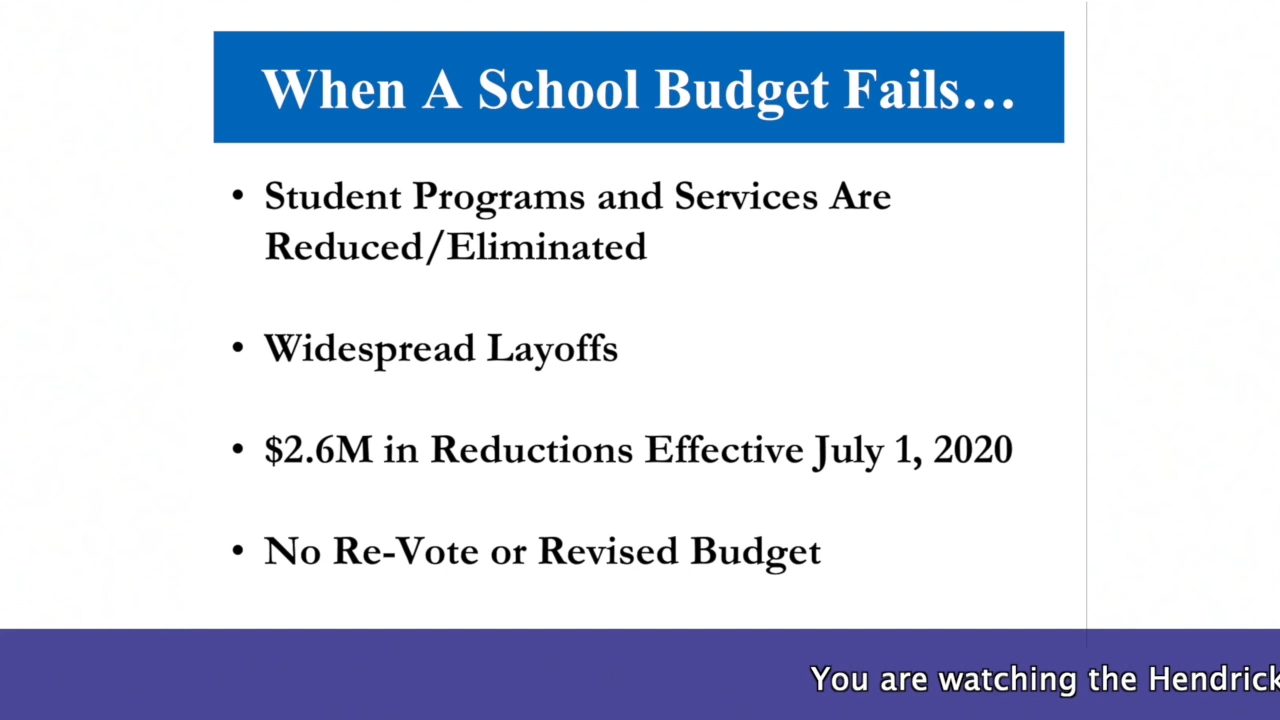 When A School Budget Fails…
• Student Programs and Services Are
Reduced/Eliminated
• Widespread Layoffs
• $2.6M in Reductions Effective July 1, 2020
• No Re-Vote or Revised Budget
You are watching the Hendrick